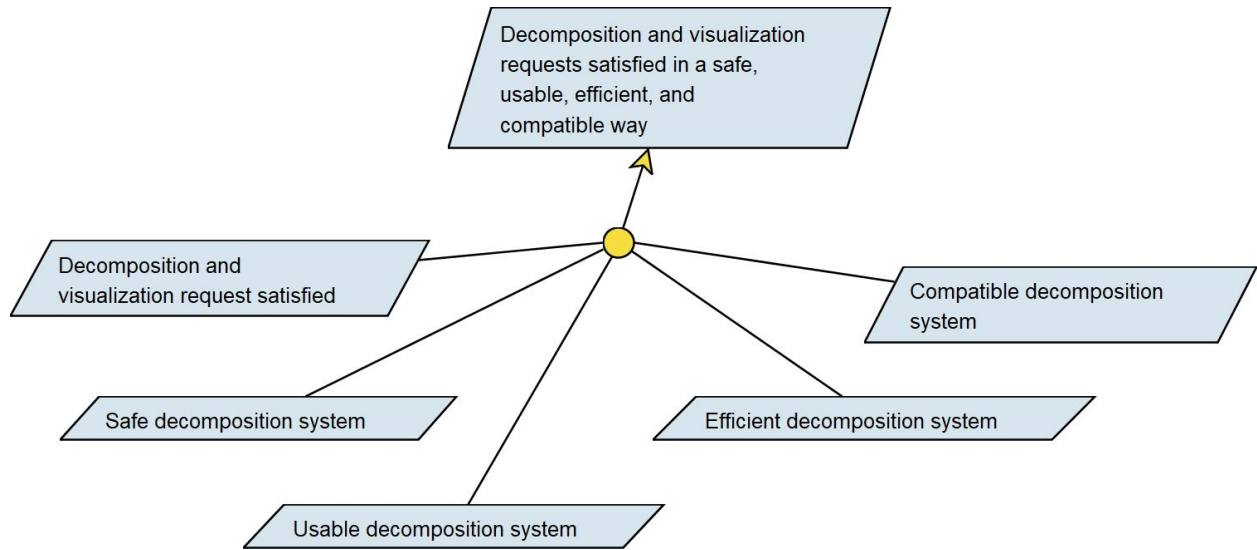 Decomposition and visualization
requests satisfied in a safe,
usable, efficient, and
compatible way
Decomposition and
visualization request satisfied
Compatible decomposition
system
Safe decomposition system
Efficient decomposition system
Usable decomposition system